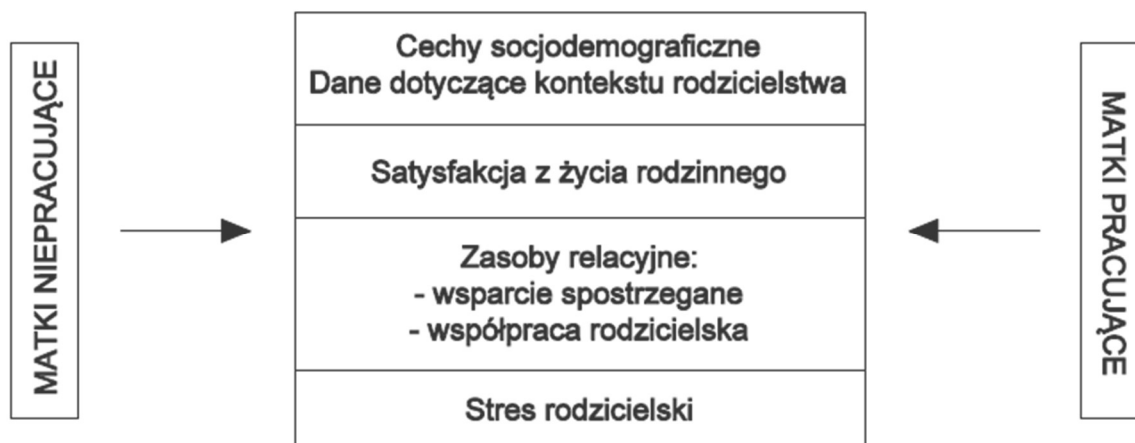 MATKI NIEPRACUJĄCE
Cechy socjodemograficzne
Dane dotyczące kontekstu rodzicielstwa
Satysfakcja z życia rodzinnego
Zasoby relacyjne:
- wsparcie spostrzegane
- współpraca rodzicielska
Stres rodzicielski
MATKI PRACUJĄCE